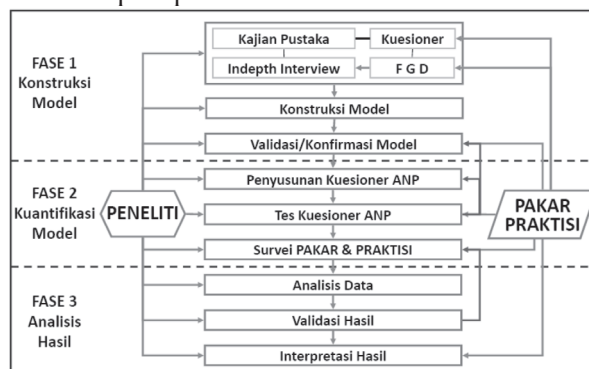 FASE 1
Konstruksi
Model
Kajian Pustaka
Kuesioner
Indepth Interview
F G D
Konstruksi Model
Validasi/Konfirmasi Model
FASE 2
Kuantifikasi
Model
PENELITI
Penyusunan Kuesioner ANP
Tes Kuesioner ANP
Survei PAKAR & PRAKTISI
PAKAR
PRAKTISI
FASE 3
Analisis
Hasil
Analisis Data
Validasi Hasil
Interpretasi Hasil